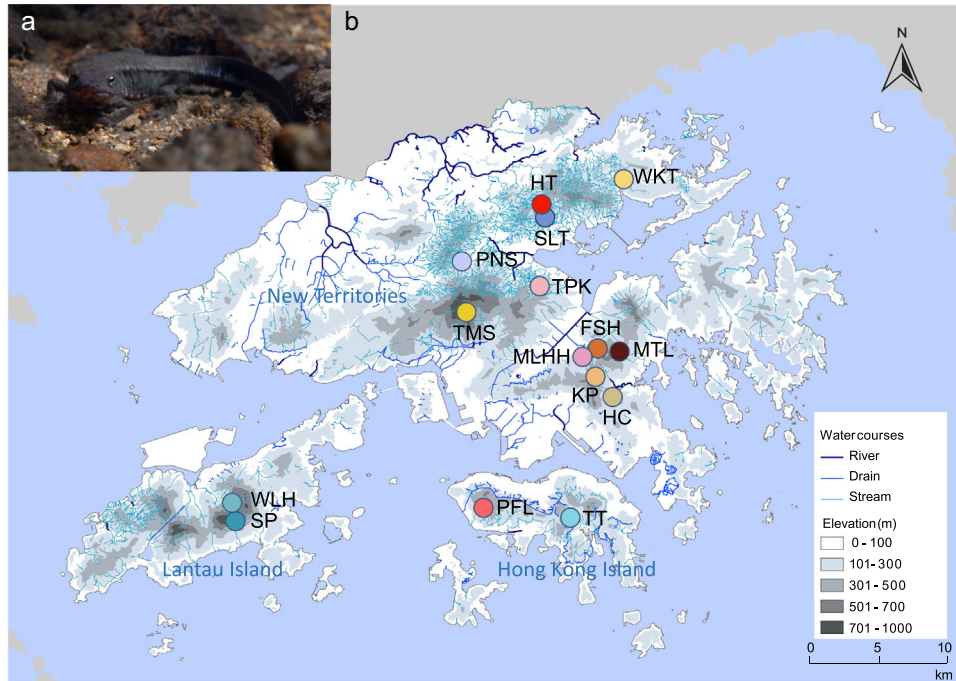 a
b
N
WKT
HT
SLT
PNS
TPK
New Territories
TMS
FSH
MTL
MLHH
KP
HC
WLH
SP
Lantau Island
PFL
TT
Hong Kong Island
Water courses
River
Drain
Stream
Elevation (m)
0 - 100
101 - 300
301 - 500
501 - 700
701 - 1000
0 5 10
km